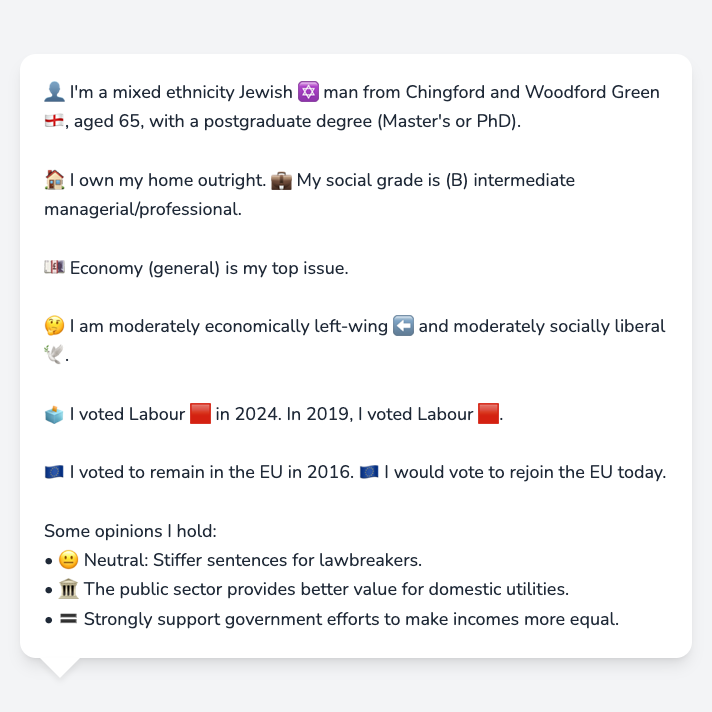 👤 I'm a mixed ethnicity Jewish ✡️ man from Chingford and Woodford Green
🏴󠁧󠁢󠁥󠁮󠁧󠁿, aged 65, with a postgraduate degree (Master's or PhD).
🏠 I own my home outright. 💼 My social grade is (B) intermediate
managerial/professional.
💷 Economy (general) is my top issue.
🤔 I am moderately economically left-wing ⬅️ and moderately socially liberal
🕊️.
🗳️ I voted Labour 🟥 in 2024. In 2019, I voted Labour 🟥.
🇪🇺 I voted to remain in the EU in 2016. 🇪🇺 I would vote to rejoin the EU today.
Some opinions I hold:
• 😐 Neutral: Stiffer sentences for lawbreakers.
• 🏛️ The public sector provides better value for domestic utilities.
• 🟰 Strongly support government efforts to make incomes more equal.